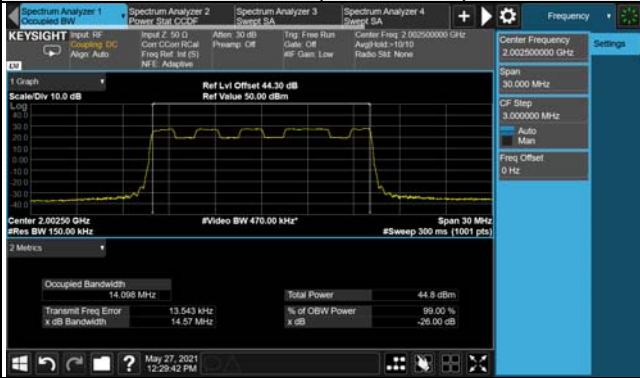 Spectrum Analyzer 1
Occupied BW
Spectrum Analyzer 2
Power Stat CCDF
Spectrum Analyzer 3
Swept SA
Spectrum Analyzer 4
Swept SA
+
Frequency
KEYSIGHT
Input: RF
Coupling: DC
Align: Auto
Input Z: 50 Ω
Corr CCorr RCal
Freq Ref: Int (S)
NFE: Adaptive
Atten: 30 dB
Preamp: Off
Trig: Free Run
Gate: Off
#IF Gain: Low
Center Freq: 2.002500000 GHz
Avg|Hold:>10/10
Radio Std: None
LXI
Center Frequency
2.002500000 GHz
Settings
Span
30.000 MHz
CF Step
3.000000 MHz
Auto
Man
Freq Offset
0 Hz
1 Graph
Scale/Div 10.0 dB
Ref Lvl Offset 44.30 dB
Ref Value 50.00 dBm
Log
40.0
30.0
20.0
10.0
0.00
-10.0
-20.0
-30.0
-40.0
Center 2.00250 GHz
#Res BW 150.00 kHz
#Video BW 470.00 kHz*
Span 30 MHz
#Sweep 300 ms (1001 pts)
2 Metrics
Occupied Bandwidth
14.098 MHz
Total Power
44.8 dBm
Transmit Freq Error
13.543 kHz
% of OBW Power
99.00 %
x dB Bandwidth
14.57 MHz
x dB
-26.00 dB
?
May 27, 2021
12:29:42 PM